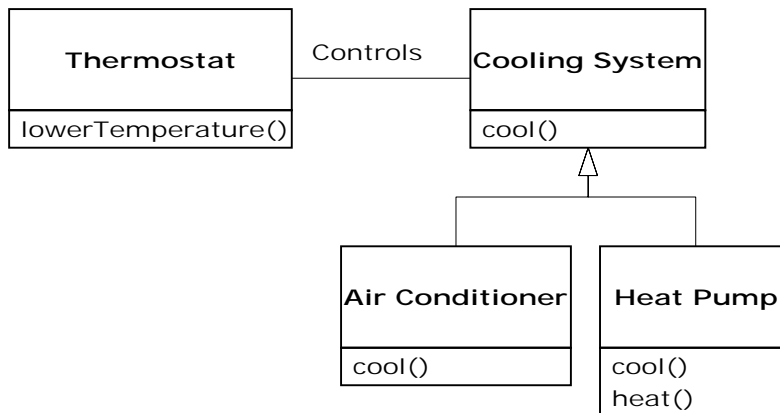 Thermostat
lowerTemperature()
Controls
Cooling System
cool()
Air Conditioner
cool()
Heat Pump
cool()
heat()